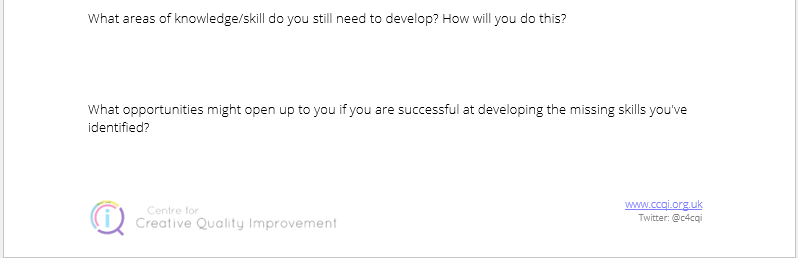 What areas of knowledge/skill do you still need to develop? How will you do this?
What opportunities might open up to you if you are successful at developing the missing skills you've
identified?
Centre for
Creative Quality Improvement
www.ccqi.org.uk
Twitter: @c4cqi